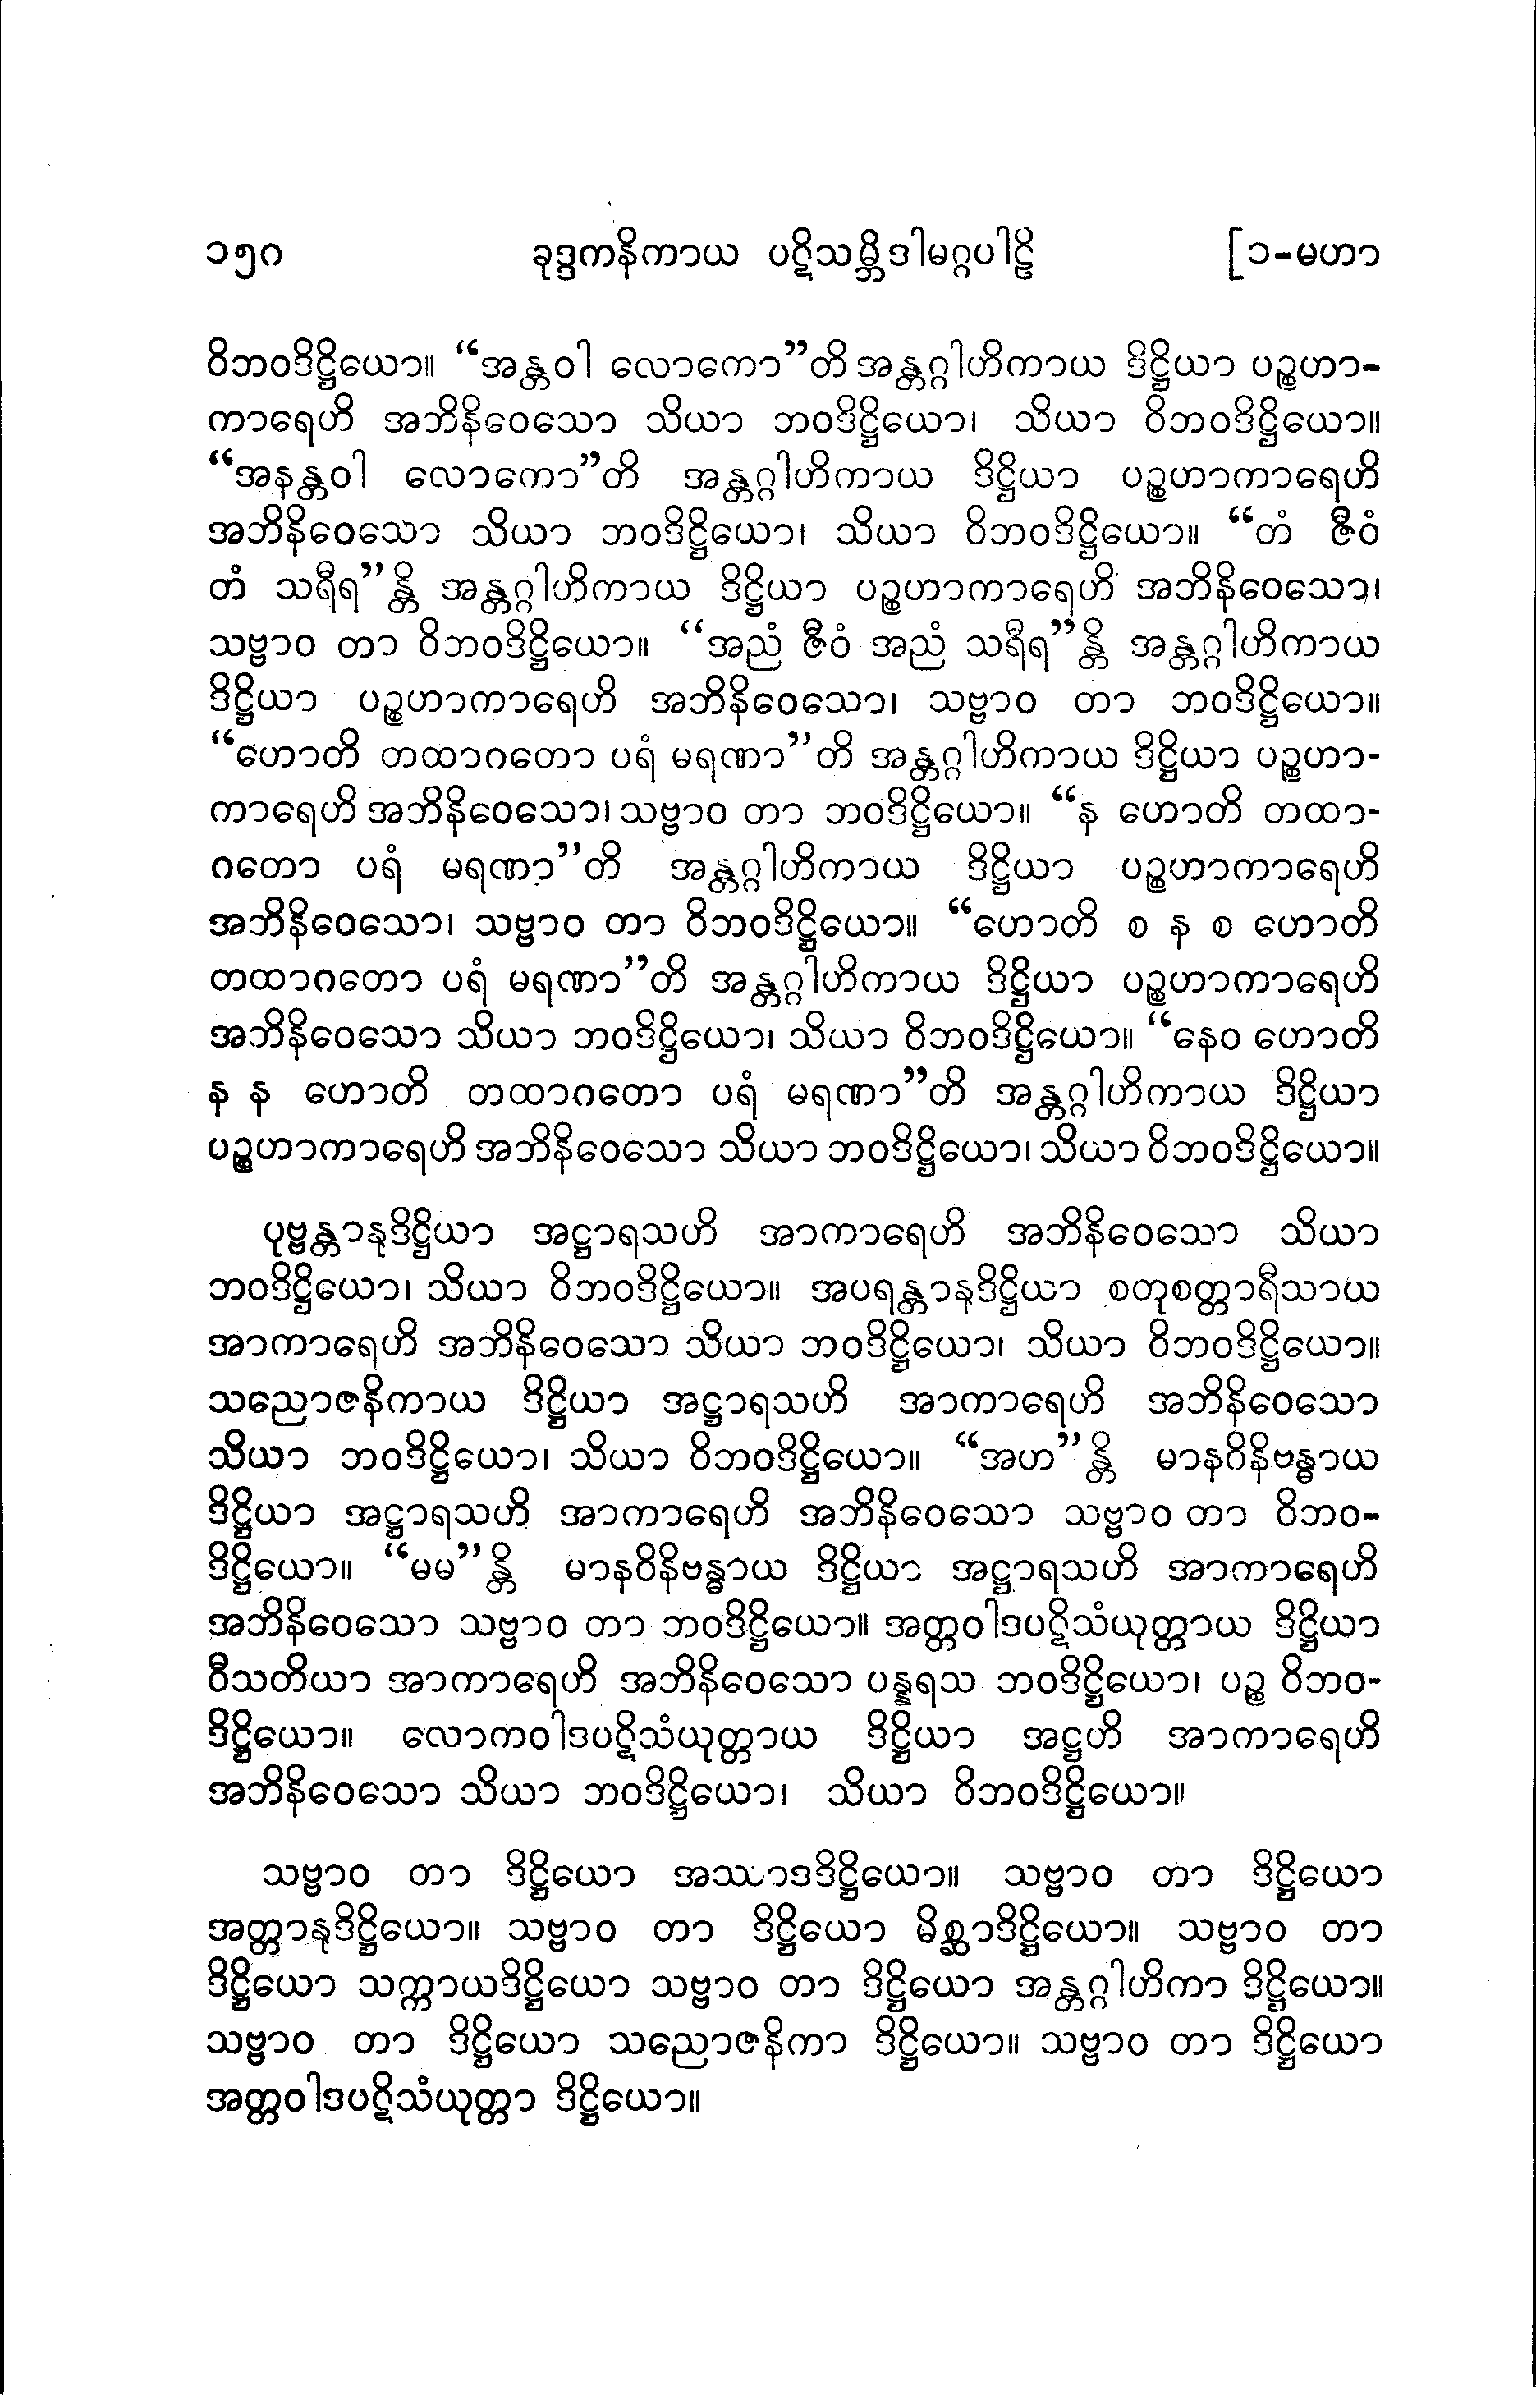 ၁၅၀ ခုဒ္ဒကနိကာယ ပဋိသမ္ဘိဒါမဂ္ဂပါဠိ [၁-မဟာ
ဝိဘဝဒိဋ္ဌိယော။ “အန္တဝါ လောကော”တိ အန္တဂ္ဂါဟိကာယ ဒိဋ္ဌိယာ ပဉ္စဟာ-
ကာရေဟိ အဘိနိဝေသော သိယာ ဘဝဒိဋ္ဌိယော၊ သိယာ ဝိဘဝဒိဋ္ဌိယော။
“အနန္တဝါ လောကော”တိ အန္တဂ္ဂါဟိကာယ ဒိဋ္ဌိယာ ပဉ္စဟာကာရေဟိ
အဘိနိဝေသော သိယာ ဘဝဒိဋ္ဌိယော၊ သိယာ ဝိဘဝဒိဋ္ဌိယော။ “တံ ဇီဝံ
တံ သရီရ”န္တိ အန္တဂ္ဂါဟိကာယ ဒိဋ္ဌိယာ ပဉ္စဟာကာရေဟိ အဘိနိဝေသော၊
သဗ္ဗာဝ တာ ဝိဘဝဒိဋ္ဌိယော။ “အညံ ဇီဝံ အညံ သရီရ”န္တိ အန္တဂ္ဂါဟိကာယ
ဒိဋ္ဌိယာ ပဉ္စဟာကာရေဟိ အဘိနိဝေသော၊ သဗ္ဗာဝ တာ ဘဝဒိဋ္ဌိယော။
“ဟောတိ တထာဂတော ပရံ မရဏာ”တိ အန္တဂ္ဂါဟိကာယ ဒိဋ္ဌိယာ ပဉ္စဟာ-
ကာရေဟိ အဘိနိဝေသော၊ သဗ္ဗာဝ တာ ဘဝဒိဋ္ဌိယော။ “န ဟောတိ တထာ-
ဂတော ပရံ မရဏာ”တိ အန္တဂ္ဂါဟိကာယ ဒိဋ္ဌိယာ ပဉ္စဟာကာရေဟိ
အဘိနိဝေသော၊ သဗ္ဗာဝ တာ ဝိဘဝဒိဋ္ဌိယော။ “ဟောတိ စ န စ ဟောတိ
တထာဂတော ပရံ မရဏာ”တိ အန္တဂ္ဂါဟိကာယ ဒိဋ္ဌိယာ ပဉ္စဟာကာရေဟိ
အဘိနိဝေသော သိယာ ဘဝဒိဋ္ဌိယော၊ သိယာ ဝိဘဝဒိဋ္ဌိယော။ “နေဝ ဟောတိ
န န ဟောတိ တထာဂတော ပရံ မရဏာ”တိ အန္တဂ္ဂါဟိကာယ ဒိဋ္ဌိယာ
ပဉ္စဟာကာရေဟိ အဘိနိဝေသော သိယာ ဘဝဒိဋ္ဌိယော၊ သိယာ ဝိဘဝဒိဋ္ဌိယော။
ပုဗ္ဗန္တာနုဒိဋ္ဌိယာ အဋ္ဌာရသဟိ အာကာရေဟိ အဘိနိဝေသော သိယာ
ဘဝဒိဋ္ဌိယော၊ သိယာ ဝိဘဝဒိဋ္ဌိယော။ အပရန္တာနုဒိဋ္ဌိယာ စတုစတ္တာရီသာယ
အာကာရေဟိ အဘိနိဝေသော သိယာ ဘဝဒိဋ္ဌိယော၊ သိယာ ဝိဘဝဒိဋ္ဌိယော။
သညောဇနိကာယ ဒိဋ္ဌိယာ အဋ္ဌာရသဟိ အာကာရေဟိ အဘိနိဝေသော
သိယာ ဘဝဒိဋ္ဌိယော၊ သိယာ ဝိဘဝဒိဋ္ဌိယော။ “အဟ”န္တိ မာနဝိနိဗန္ဓာယ
ဒိဋ္ဌိယာ အဋ္ဌာရသဟိ အာကာရေဟိ အဘိနိဝေသော သဗ္ဗာဝ တာ ဝိဘဝ-
ဒိဋ္ဌိယော။ “မမ”န္တိ မာနဝိနိဗန္ဓာယ ဒိဋ္ဌိယာ အဋ္ဌာရသဟိ အာကာရေဟိ
အဘိနိဝေသော သဗ္ဗာဝ တာ ဘဝဒိဋ္ဌိယော။ အတ္တဝါဒပဋိသံယုတ္တာယ ဒိဋ္ဌိယာ
ဝီသတိယာ အာကာရေဟိ အဘိနိဝေသော ပန္နရသ ဘဝဒိဋ္ဌိယော၊ ပဉ္စ ဝိဘဝ-
ဒိဋ္ဌိယော။ လောကဝါဒပဋိသံယုတ္တာယ ဒိဋ္ဌိယာ အဋ္ဌဟိ အာကာရေဟိ
အဘိနိဝေသော သိယာ ဘဝဒိဋ္ဌိယော၊ သိယာ ဝိဘဝဒိဋ္ဌိယော။
သဗ္ဗာဝ တာ ဒိဋ္ဌိယော အဿာဒဒိဋ္ဌိယော။ သဗ္ဗာဝ တာ ဒိဋ္ဌိယော
အတ္တာနုဒိဋ္ဌိယော။ သဗ္ဗာဝ တာ ဒိဋ္ဌိယော မိစ္ဆာဒိဋ္ဌိယော။ သဗ္ဗာဝ တာ
ဒိဋ္ဌိယော သက္ကာယဒိဋ္ဌိယော သဗ္ဗာဝ တာ ဒိဋ္ဌိယော အန္တဂ္ဂါဟိကာ ဒိဋ္ဌိယော။
သဗ္ဗာဝ တာ ဒိဋ္ဌိယော သညောဇနိကာ ဒိဋ္ဌိယော။ သဗ္ဗာဝ တာ ဒိဋ္ဌိယော
အတ္တဝါဒပဋိသံယုတ္တာ ဒိဋ္ဌိယော။